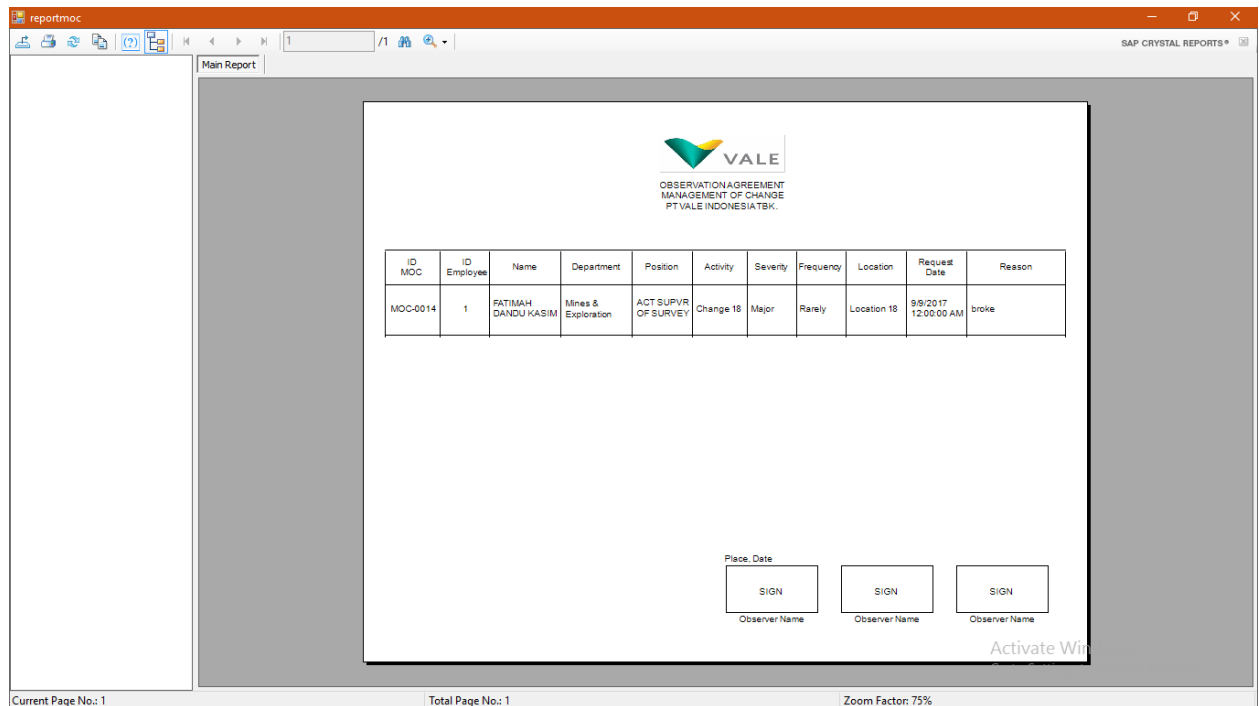 reportmoc
1
/1
SAP CRYSTAL REPORTS®
Main Report
VALE
OBSERVATION AGREEMENT
MANAGEMENT OF CHANGE
PT VALE INDONESIA TBK.
ID MOC ID Employee Name Department Position Activity Severity Frequency Location Request Date Reason
MOC-0014 1 FATIMAH DANDU KASIM Mines & Exploration ACT SUPVR OF SURVEY Change 18 Major Rarely Location 18 9/9/2017 12:00:00 AM broke
Place, Date
SIGN SIGN SIGN
Observer Name Observer Name Observer Name
Activate Win
Current Page No.: 1 Total Page No.: 1 Zoom Factor: 75%